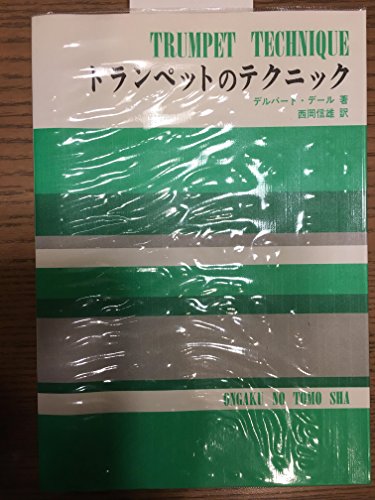 TRUMPET TECHNIQUE
トランペットのテクニック
デルバート・デール 著
西岡信雄 訳
ONGAKU NO TOMO SHA